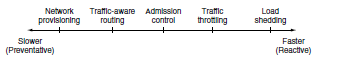 Network provisioning
Traffic-aware routing
Admission control
Traffic throttling
Load shedding
Slower (Preventative)
Faster (Reactive)